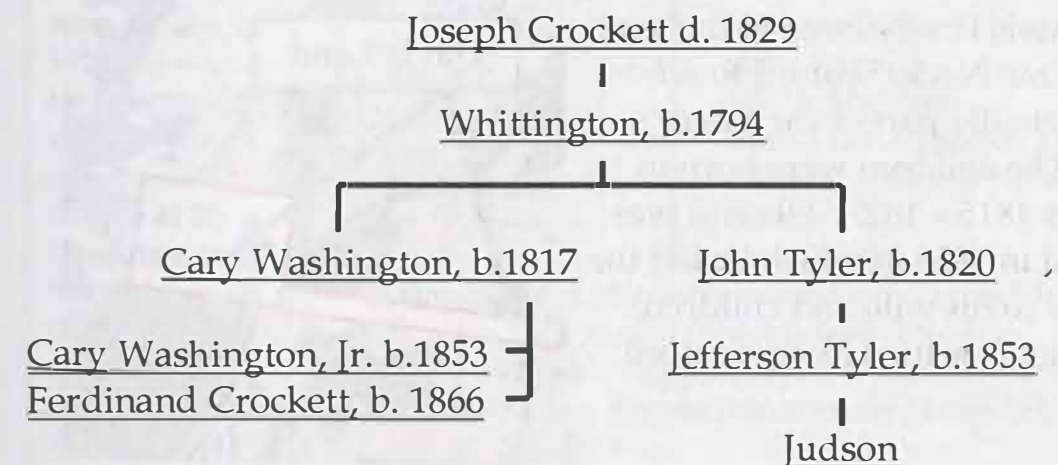 Joseph Crockett d. 1829
Whittington, b.1794
Cary Washington, b.1817
John Tyler, b.1820 ,
Cary Washington, Jr. b.1853
Ferdinand Crockett, b. 1866
Jefferson Tyler, b.1853
Judson